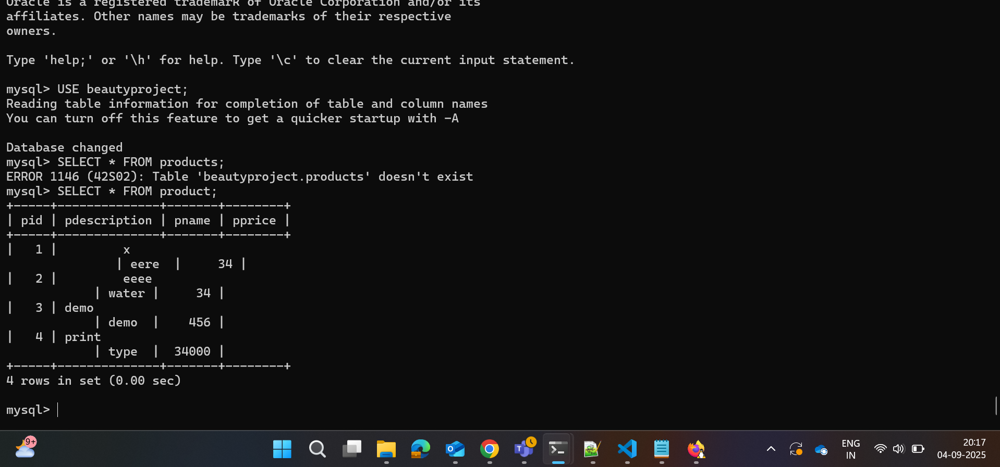 Oracle is a registered trademark of Oracle Corporation and/or its
affiliates. Other names may be trademarks of their respective
owners.

Type 'help;' or '\h' for help. Type '\c' to clear the current input statement.

mysql> USE beautyproject;
Reading table information for completion of table and column names
You can turn off this feature to get a quicker startup with -A

Database changed
mysql> SELECT * FROM products;
ERROR 1146 (42S02): Table 'beautyproject.products' doesn't exist
mysql> SELECT * FROM product;
+-----+--------------+-------+--------+
| pid | pdescription | pname | pprice |
+-----+--------------+-------+--------+
|   1 |         x
               | eere  |     34 |
|   2 |         eeee
            | water |     34 |
|   3 | demo
            | demo  |    456 |
|   4 | print
            | type  |  34000 |
+-----+--------------+-------+--------+
4 rows in set (0.00 sec)

mysql>
9+
ENG
IN
20:17
04-09-2025